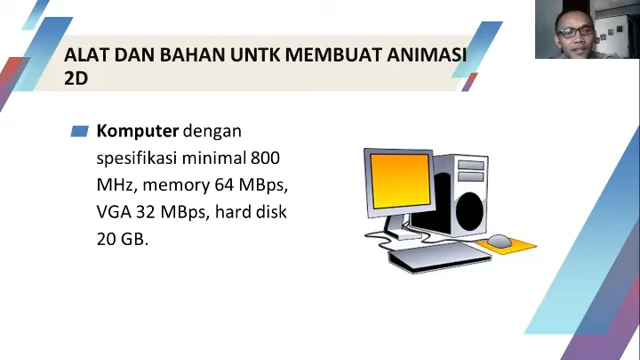 ALAT DAN BAHAN UNTK MEMBUAT ANIMASI
2D
Komputer dengan
spesifikasi minimal 800
MHz, memory 64 MBps,
VGA 32 MBps, hard disk
20 GB.